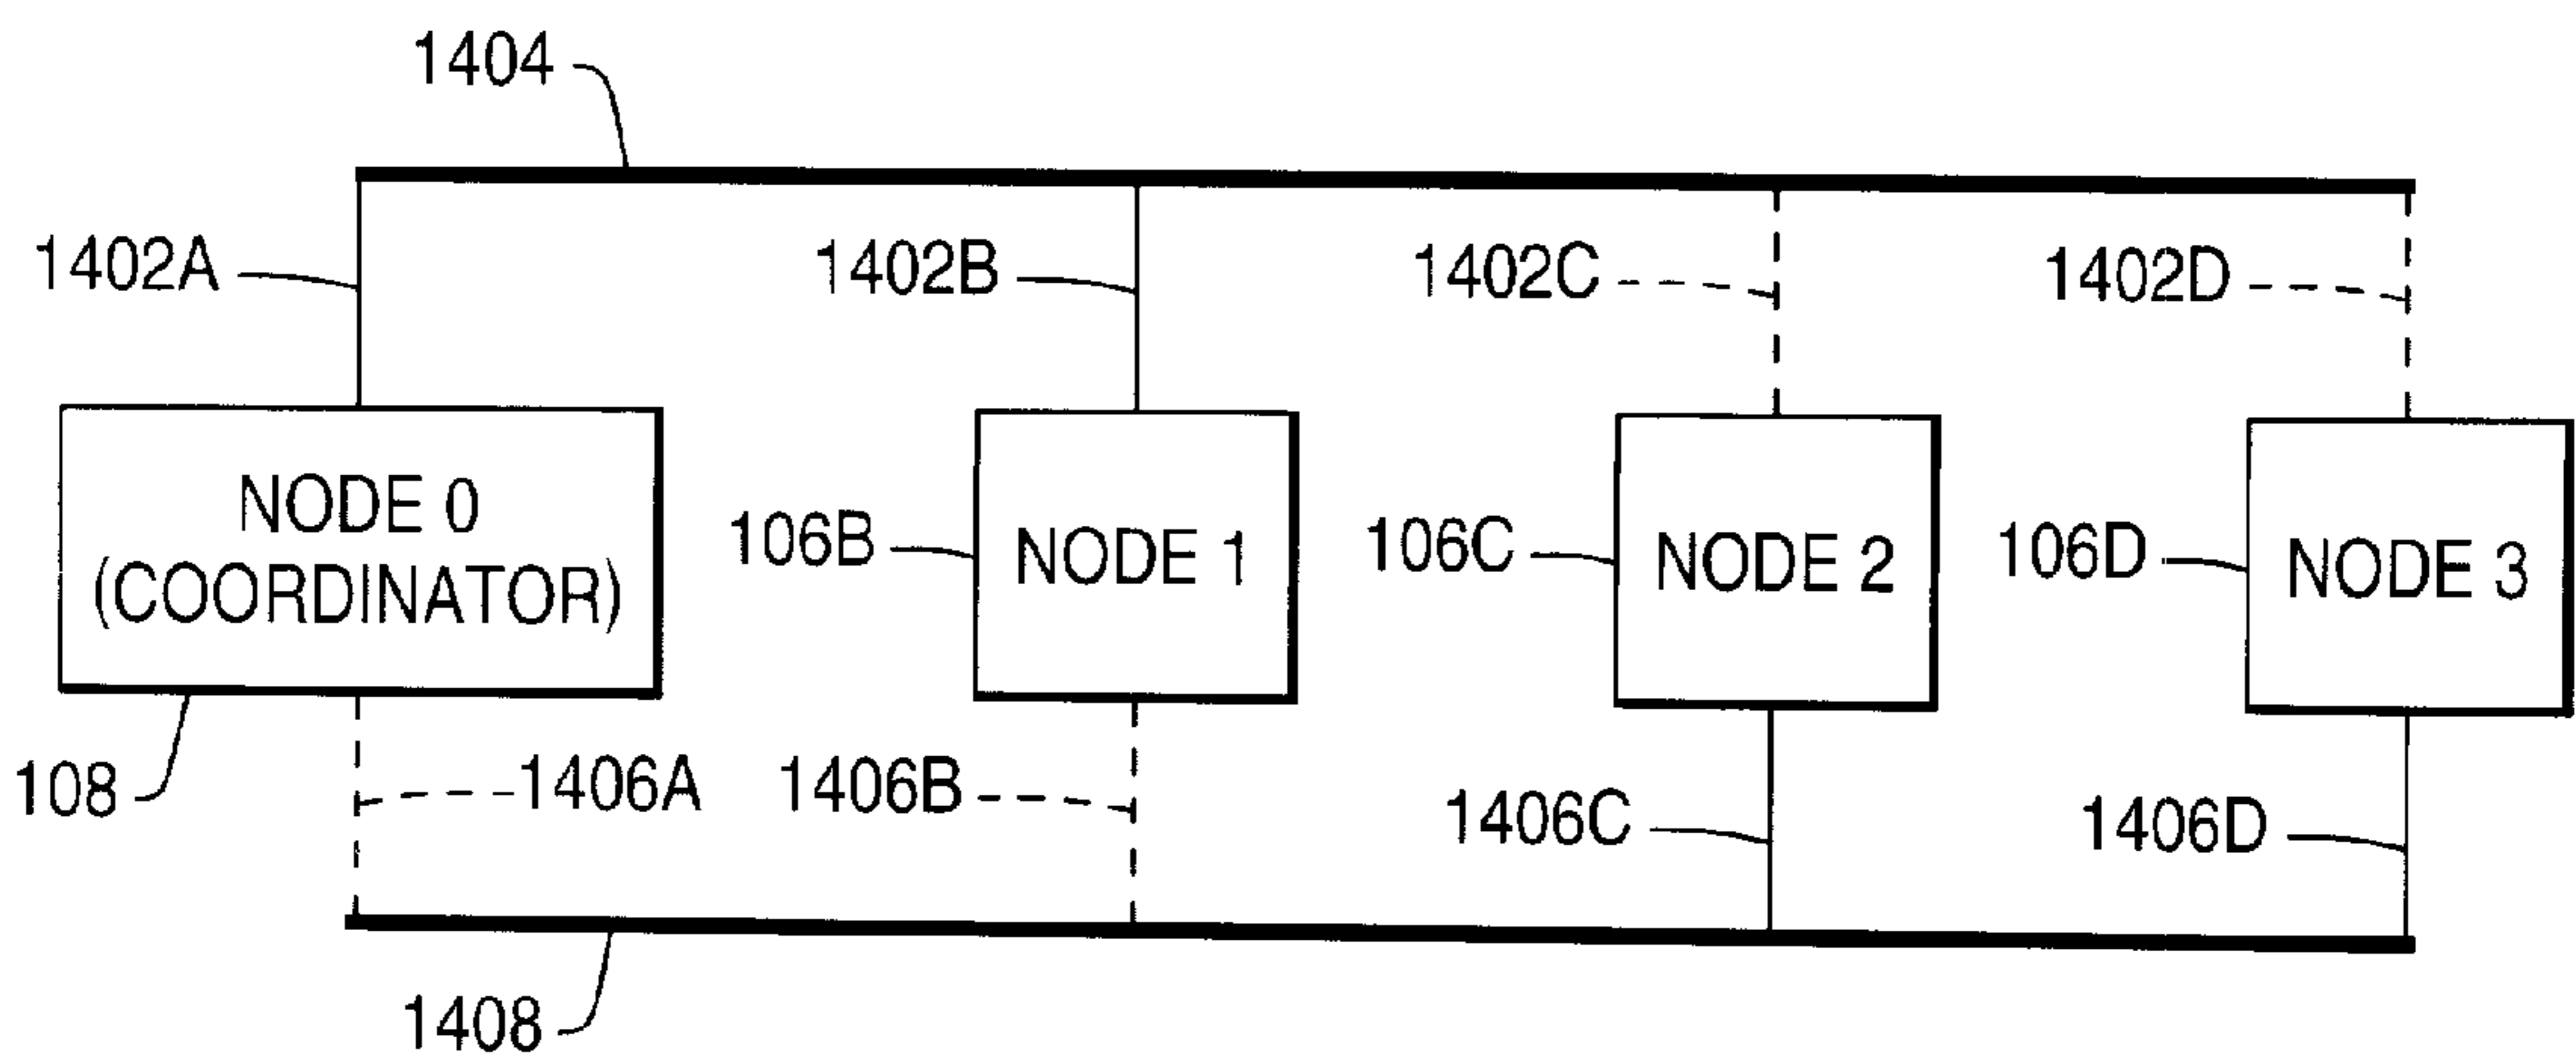 1404
1402A
1402B
1402C
1402D
NODE 0
(COORDINATOR)
106B
NODE 1
106C
NODE 2
106D
NODE 3
108
1406A
1406B
1406C
1406D
1408